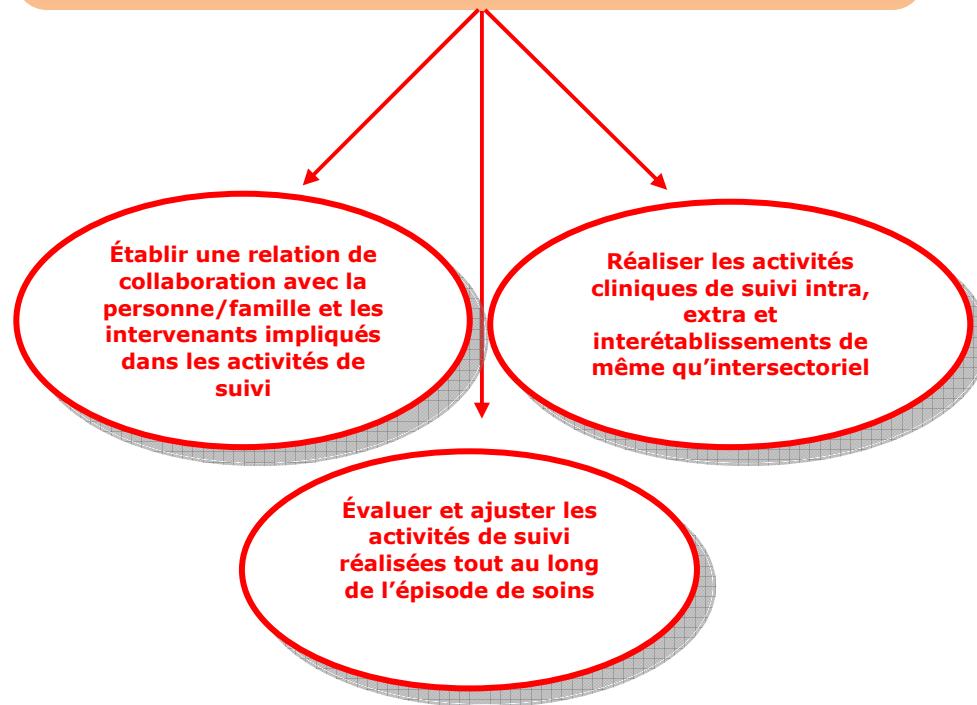 Établir une relation de
collaboration avec la
personne/famille et les
intervenants impliqués
dans les activités de
suivi
Réaliser les activités
cliniques de suivi intra,
extra et
interétablissements de
même qu’intersectoriel
Évaluer et ajuster les
activités de suivi
réalisées tout au long
de l’épisode de soins